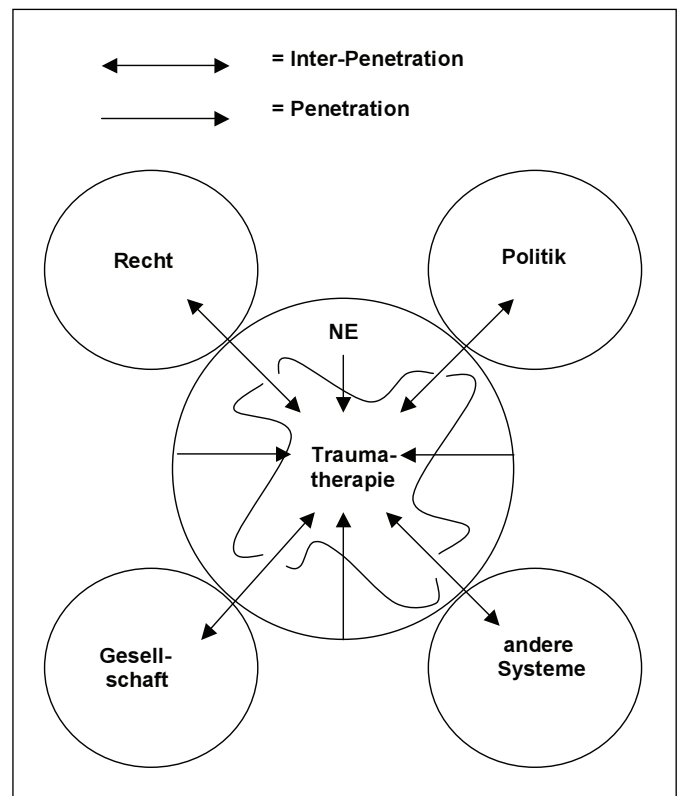 = Inter-Penetration
= Penetration
Recht
Politik
NE
Trauma-
therapie
Gesell-
schaft
andere
Systeme